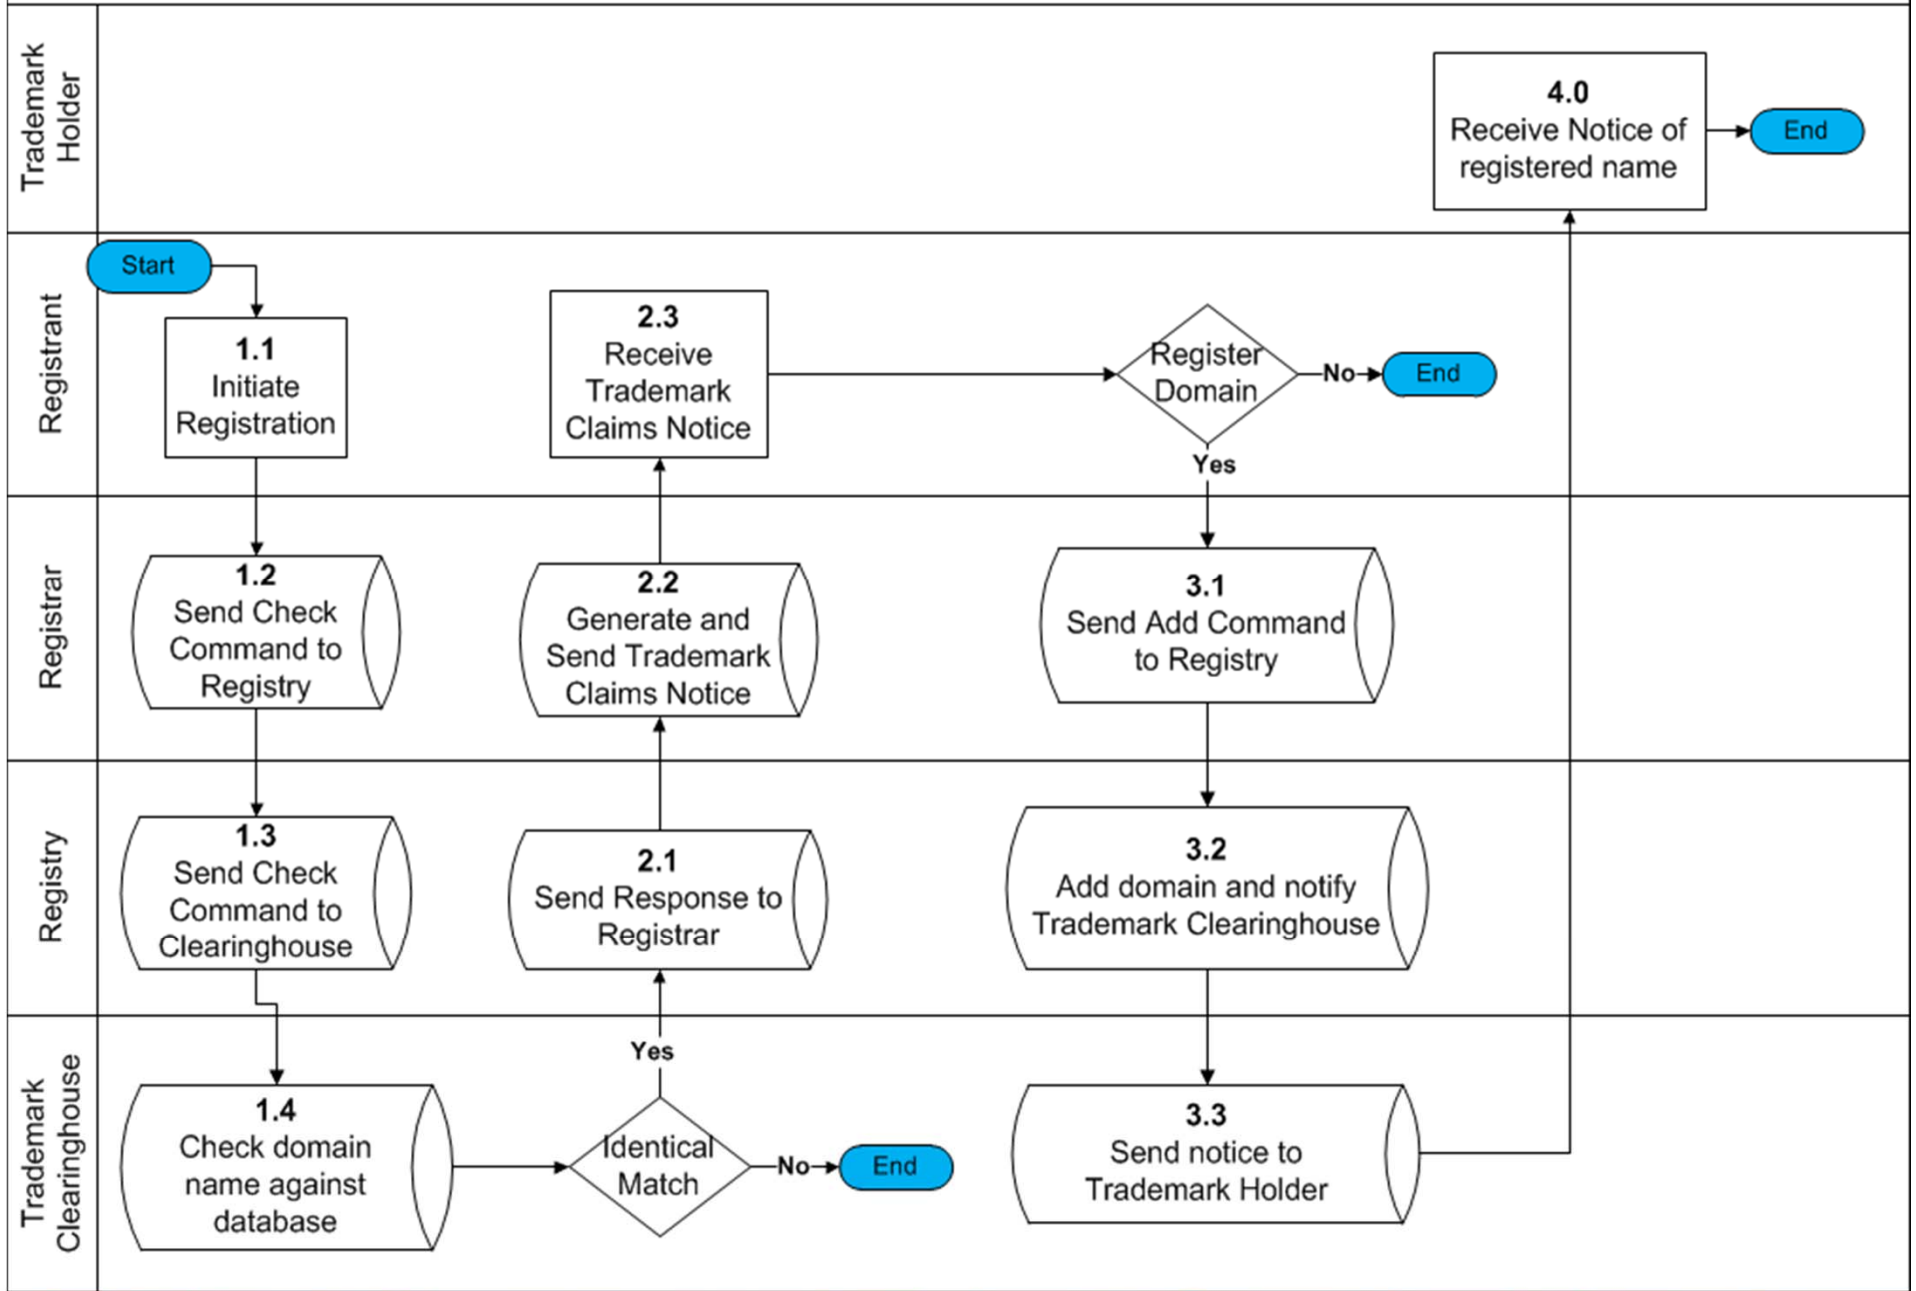 Trademark
Holder
4.0
Receive Notice of
registered name
End
Registrant
Start
1.1
Initiate
Registration
2.3
Receive
Trademark
Claims Notice
Register
Domain
No
End
Yes
Registrar
1.2
Send Check
Command to
Registry
2.2
Generate and
Send Trademark
Claims Notice
3.1
Send Add Command
to Registry
Registry
1.3
Send Check
Command to
Clearinghouse
2.1
Send Response to
Registrar
3.2
Add domain and notify
Trademark Clearinghouse
Trademark
Clearinghouse
1.4
Check domain
name against
database
Yes
Identical
Match
No
End
3.3
Send notice to
Trademark Holder